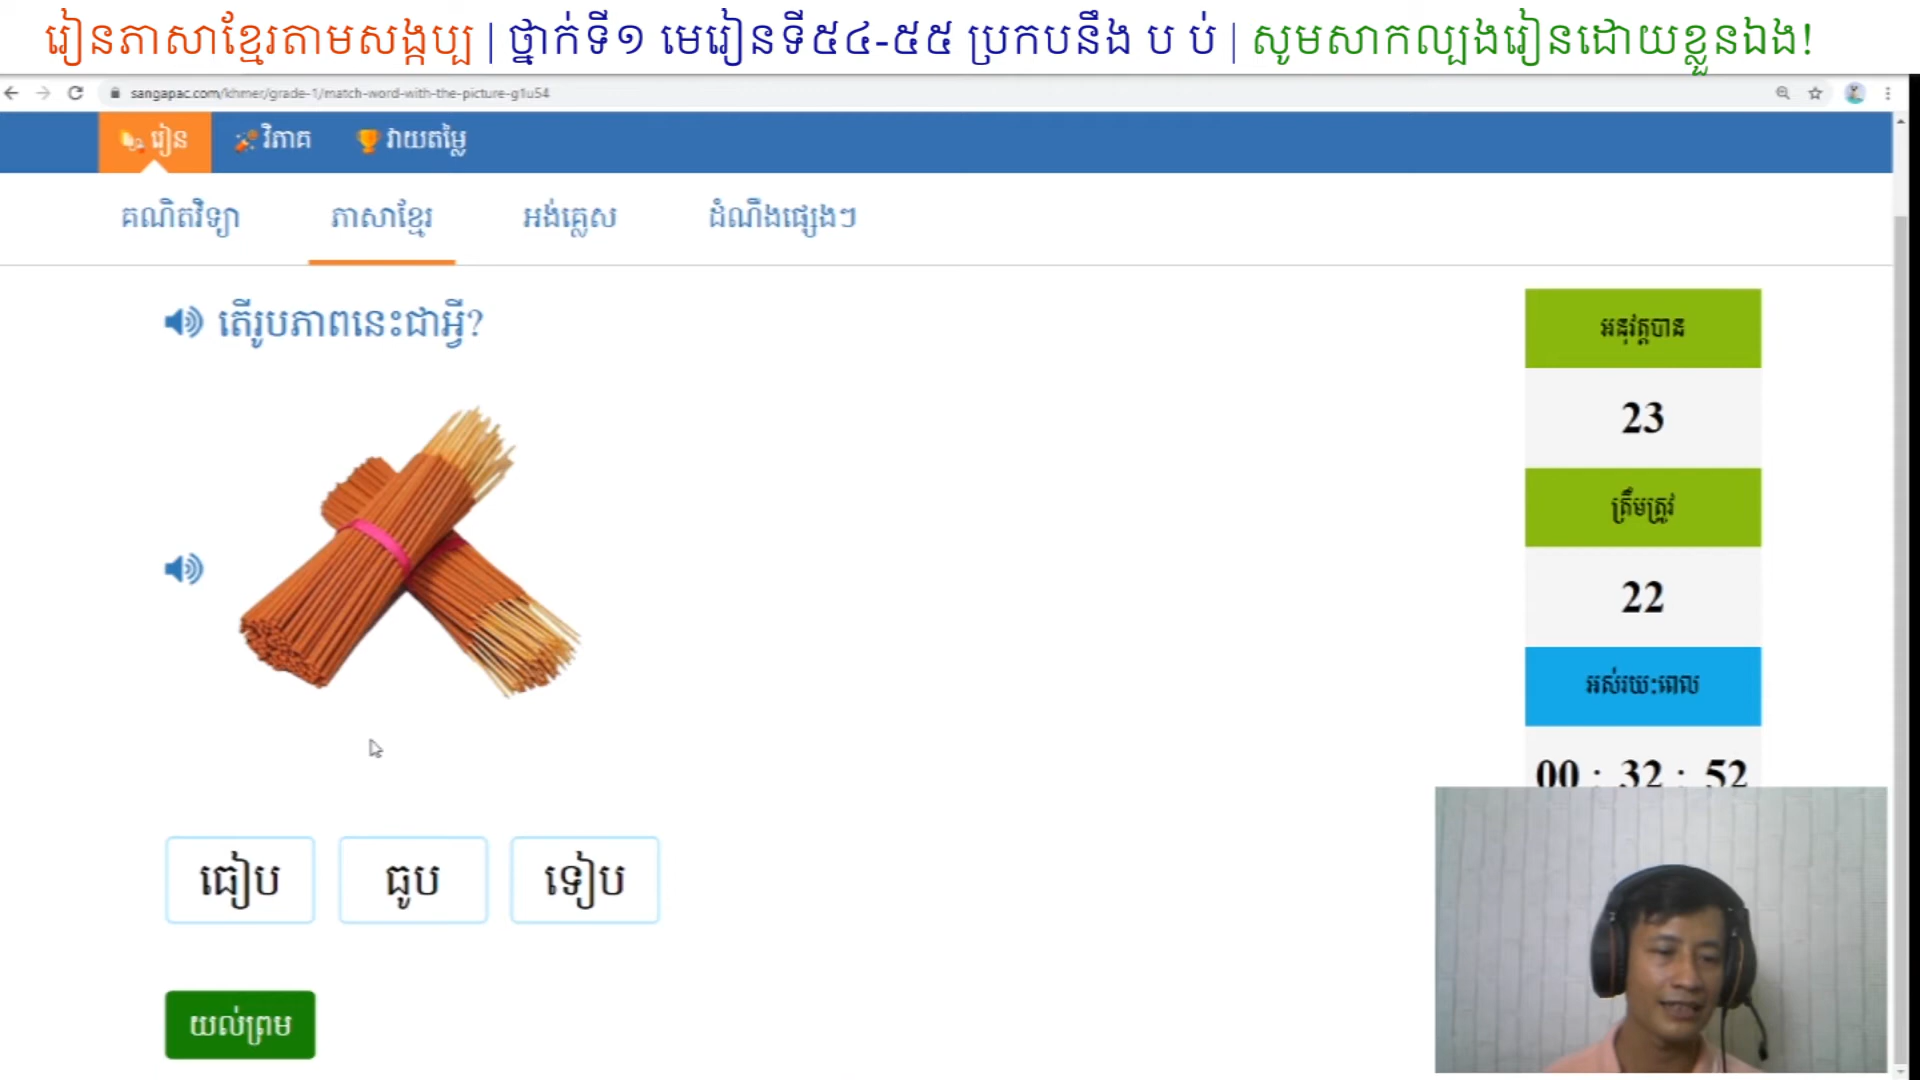 រៀនភាសាខ្មែរតាមសង្កប្ប | ថ្នាក់ទី១ មេរៀនទី៥៤-៥៥ ប្រកបនឹង ប ប់ | សូមសាកល្បងរៀនដោយខ្លួនឯង!
sangapac.com/khmer/grade-1/match-word-with-the-picture-g1u54
រៀន វិភាគ វាយតម្លៃ
គណិតវិទ្យា ភាសាខ្មែរ អង់គ្លេស ដំណឹងផ្សេងៗ
តើរូបភាពនេះជាអ្វី?
អនុវត្តបាន
23
ត្រឹមត្រូវ
22
អស់រយៈពេល
00 : 32 : 52
ធៀប ធូប ទៀប
យល់ព្រម